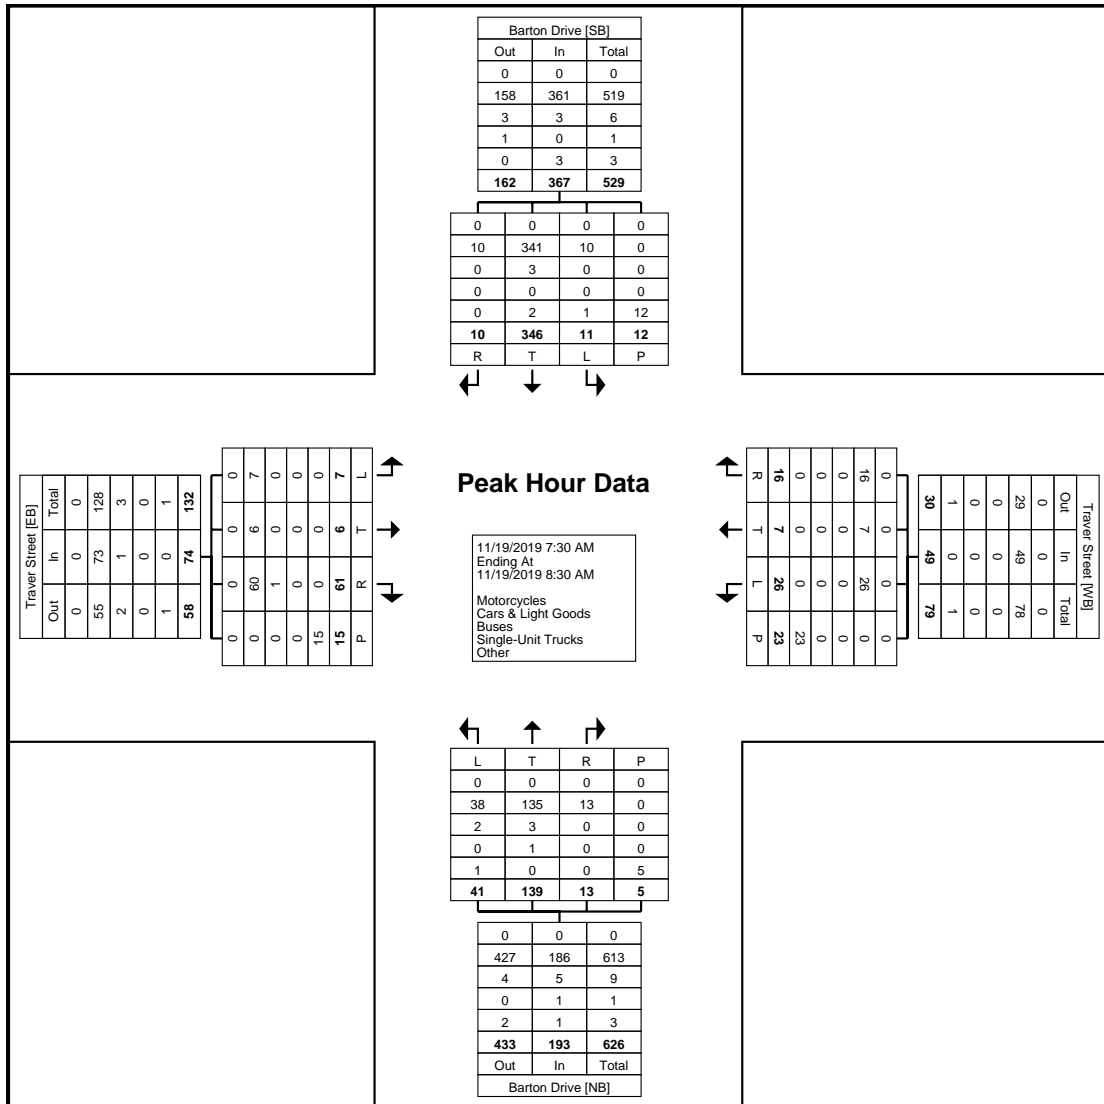 Barton Drive [SB]
Out In Total
0 0 0
158 361 519
3 3 6
1 0 1
0 3 3
162 367 529
0 0 0 0
10 341 10 0
0 3 0 0
0 0 0 0
0 2 1 12
10 346 11 12
R T L P
Traver Street [EB]
Total In Out
0 0 0
128 73 55
3 1 2
0 0 0
1 0 1
132 74 58
0 0 0 0
7 6 60 0
0 0 1 0
0 0 0 0
0 0 0 15
7 6 61 15
L T R P
Peak Hour Data
11/19/2019 7:30 AM
Ending At
11/19/2019 8:30 AM
Motorcycles
Cars & Light Goods
Buses
Single-Unit Trucks
Other
Traver Street [WB]
Out In Total
0 0 0
29 49 78
0 0 0
0 0 0
1 0 1
30 49 79
0 0 0 0
16 7 26 0
0 0 0 0
0 0 0 0
0 0 0 23
16 7 26 23
R T L P
L T R P
0 0 0 0
38 135 13 0
2 3 0 0
0 1 0 0
1 0 0 5
41 139 13 5
0 0 0
427 186 613
4 5 9
0 1 1
2 1 3
433 193 626
Out In Total
Barton Drive [NB]